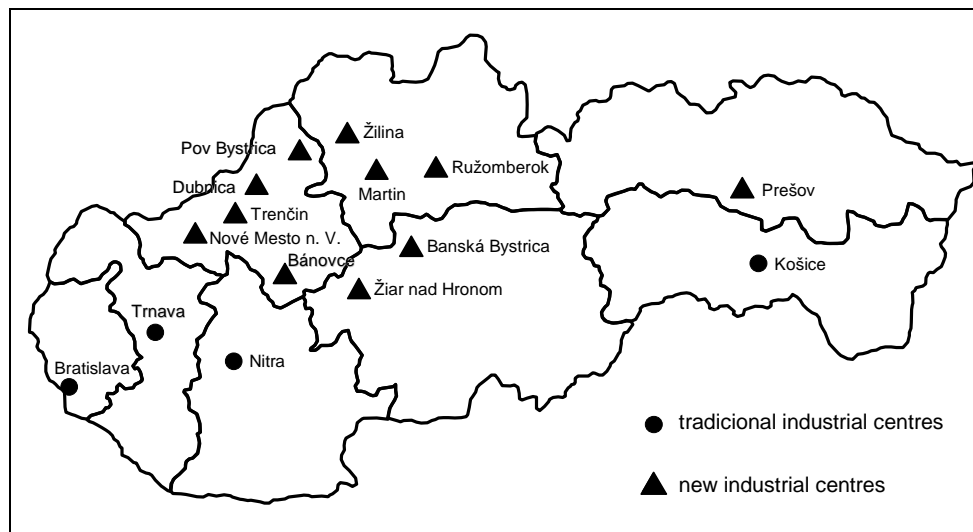 Žilina
Pov Bystrica
Martin
Ružomberok
Dubnica
Prešov
Trenčin
Nové Mesto n. V.
Banská Bystrica
Bánovce
Košice
Žiar nad Hronom
Trnava
Nitra
Bratislava
tradicional industrial centres
new industrial centres